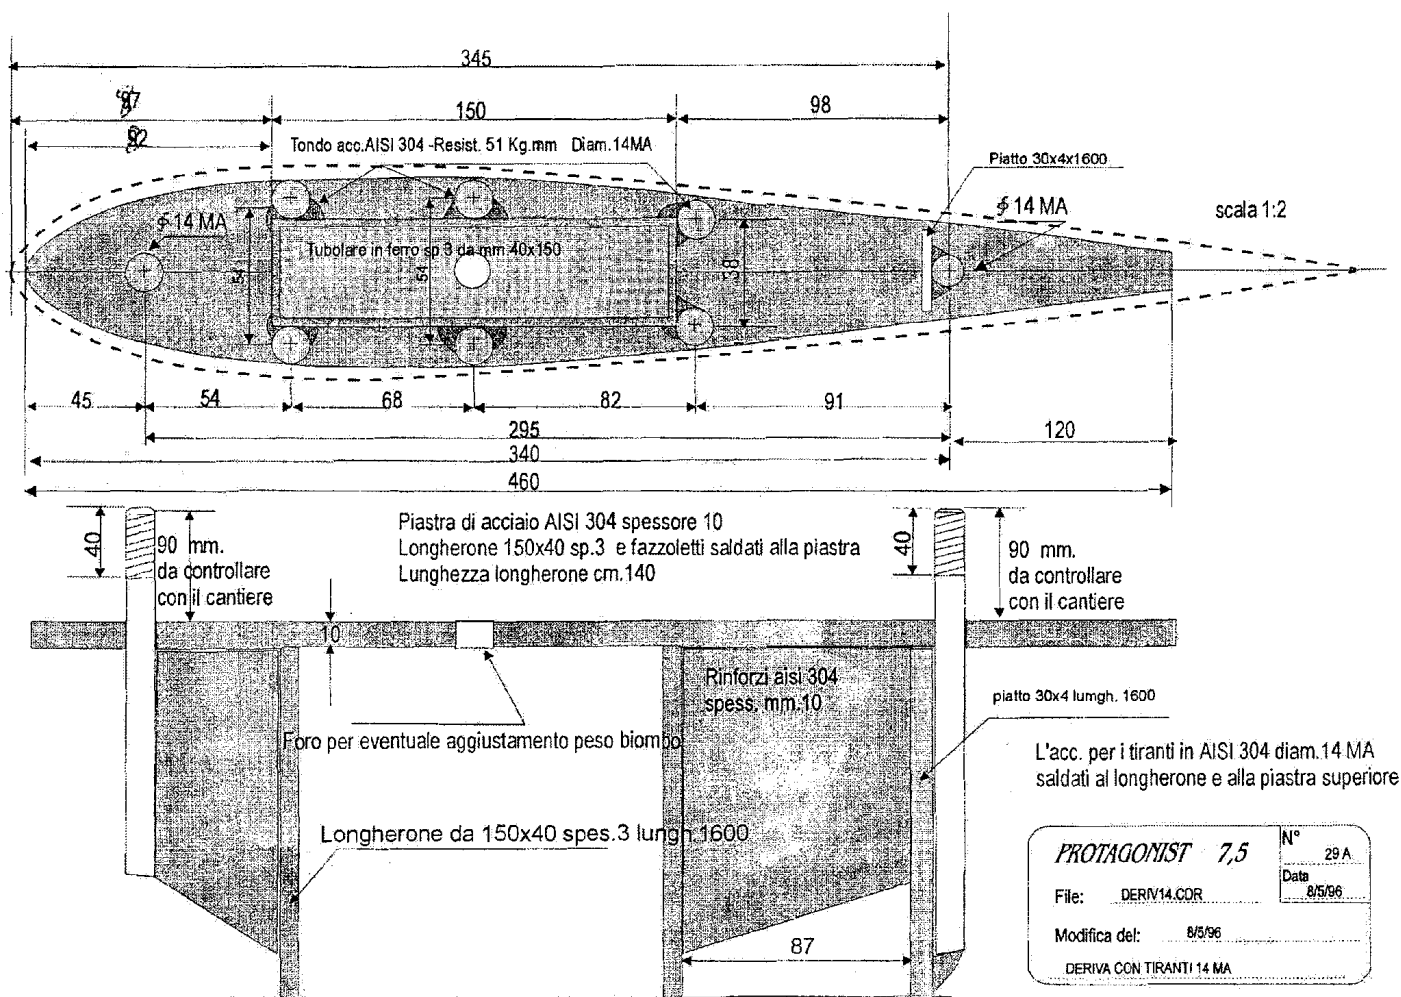 345
97
150
98
92
Tondo acc.AISI 304 -Resist. 51 Kg.mm Diam.14MA
Piatto 30x4x1600
∮ 14 MA
∮ 14 MA
scala 1:2
Tubolare in ferro sp.3 da mm.40x150
54
54
38
45
54
68
82
91
295
120
340
460
40
90 mm.
da controllare
con il cantiere
Piastra di acciaio AISI 304 spessore 10
Longherone 150x40 sp.3 e fazzoletti saldati alla piastra
Lunghezza longherone cm.140
40
90 mm.
da controllare
con il cantiere
10
Rinforzi aisi 304
spess. mm.10
piatto 30x4 lumgh. 1600
Foro per eventuale aggiustamento peso biombo
L'acc. per i tiranti in AISI 304 diam.14 MA
saldati al longherone e alla piastra superiore
Longherone da 150x40 spes.3 lungh.1600
87
PROTAGONIST 7,5
N°
29 A
Data
8/5/96
File: DERIV14.CDR
Modifica del: 8/5/96
DERIVA CON TIRANTI 14 MA